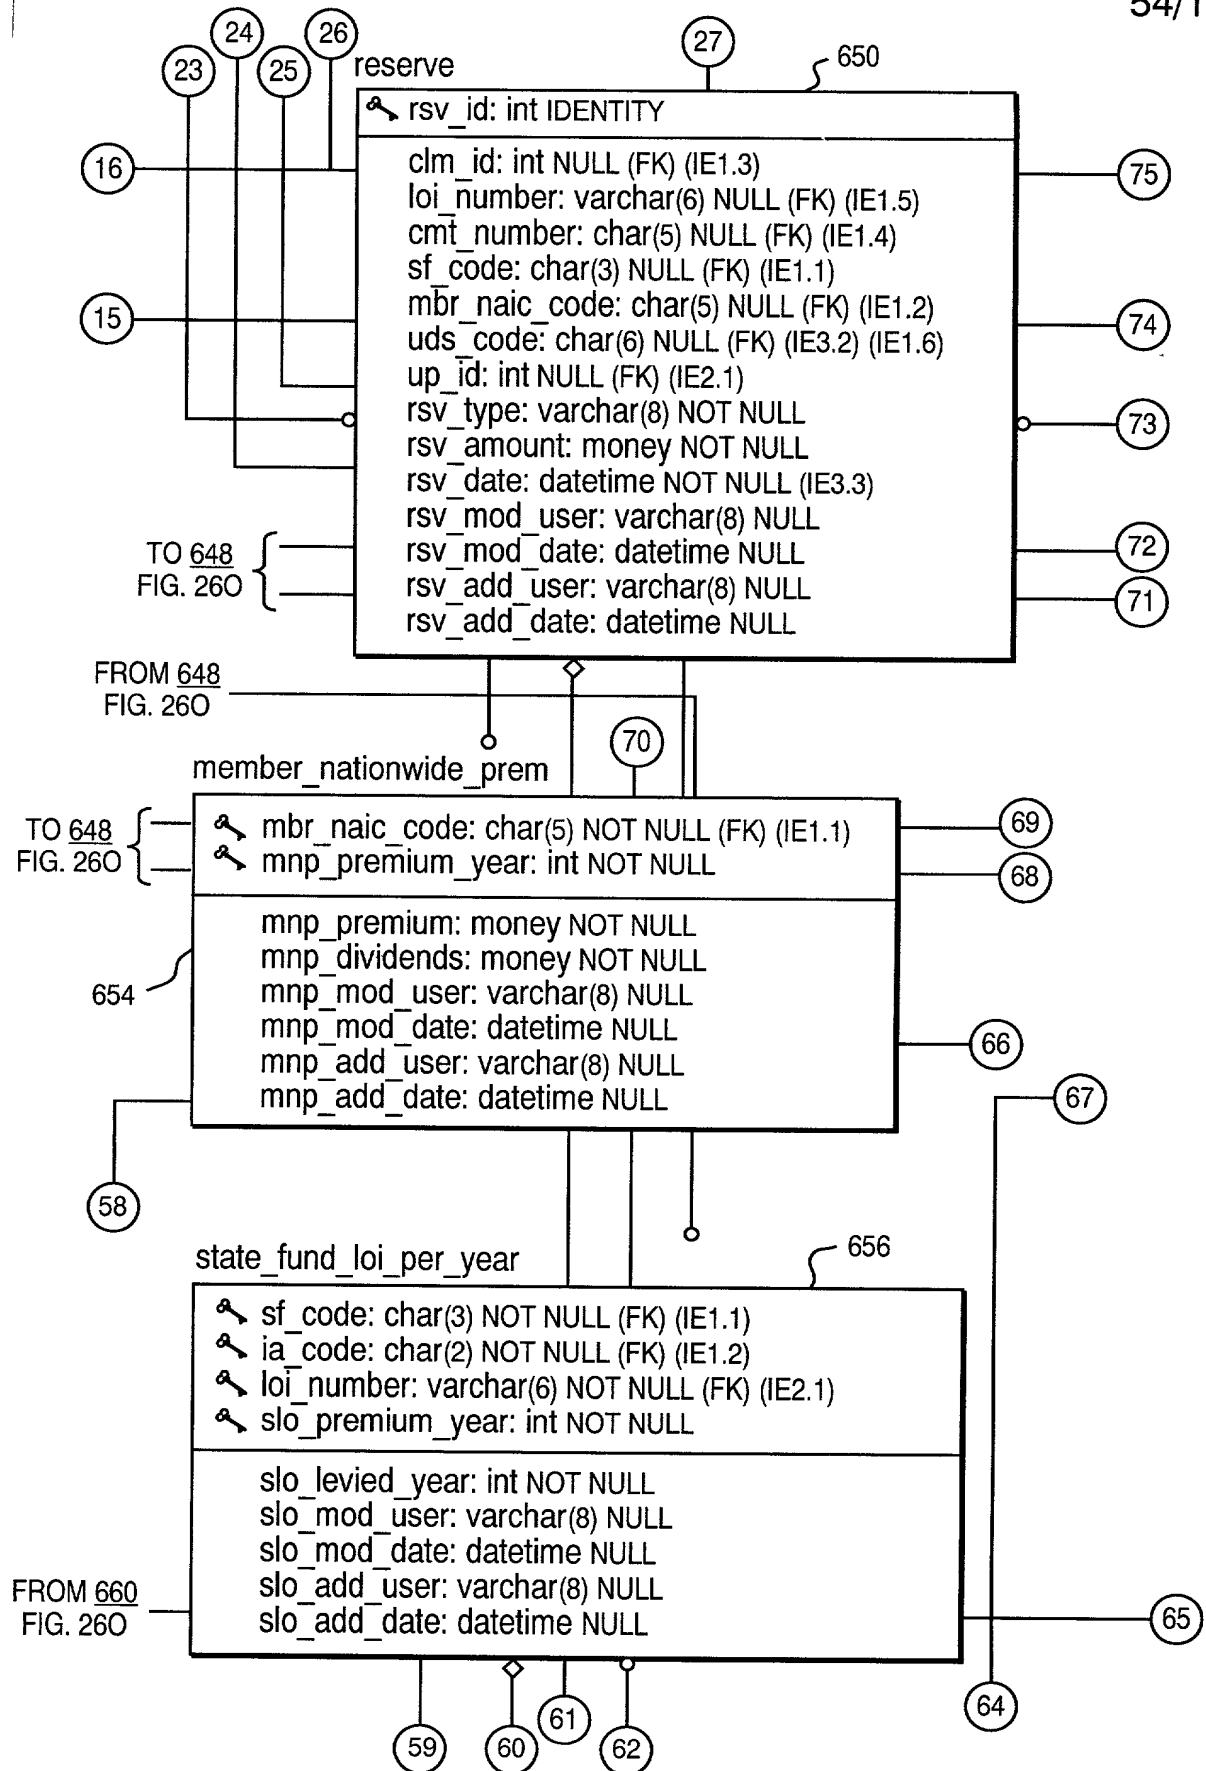 54/1
24
26
27
23
25
reserve
650
rsv_id: int IDENTITY
16
clm_id: int NULL (FK) (IE1.3)
75
loi_number: varchar(6) NULL (FK) (IE1.5)
cmt_number: char(5) NULL (FK) (IE1.4)
sf_code: char(3) NULL (FK) (IE1.1)
15
mbr_naic_code: char(5) NULL (FK) (IE1.2)
74
uds_code: char(6) NULL (FK) (IE3.2) (IE1.6)
up_id: int NULL (FK) (IE2.1)
rsv_type: varchar(8) NOT NULL
73
rsv_amount: money NOT NULL
rsv_date: datetime NOT NULL (IE3.3)
rsv_mod_user: varchar(8) NULL
TO 648
FIG. 26O
rsv_mod_date: datetime NULL
72
rsv_add_user: varchar(8) NULL
71
rsv_add_date: datetime NULL
FROM 648
FIG. 26O
70
member_nationwide_prem
TO 648
FIG. 26O
mbr_naic_code: char(5) NOT NULL (FK) (IE1.1)
69
mnp_premium_year: int NOT NULL
68
mnp_premium: money NOT NULL
mnp_dividends: money NOT NULL
654
mnp_mod_user: varchar(8) NULL
mnp_mod_date: datetime NULL
66
mnp_add_user: varchar(8) NULL
mnp_add_date: datetime NULL
67
58
state_fund_loi_per_year
656
sf_code: char(3) NOT NULL (FK) (IE1.1)
ia_code: char(2) NOT NULL (FK) (IE1.2)
loi_number: varchar(6) NOT NULL (FK) (IE2.1)
slo_premium_year: int NOT NULL
slo_levied_year: int NOT NULL
slo_mod_user: varchar(8) NULL
slo_mod_date: datetime NULL
FROM 660
FIG. 26O
slo_add_user: varchar(8) NULL
slo_add_date: datetime NULL
65
64
61
59
60
62